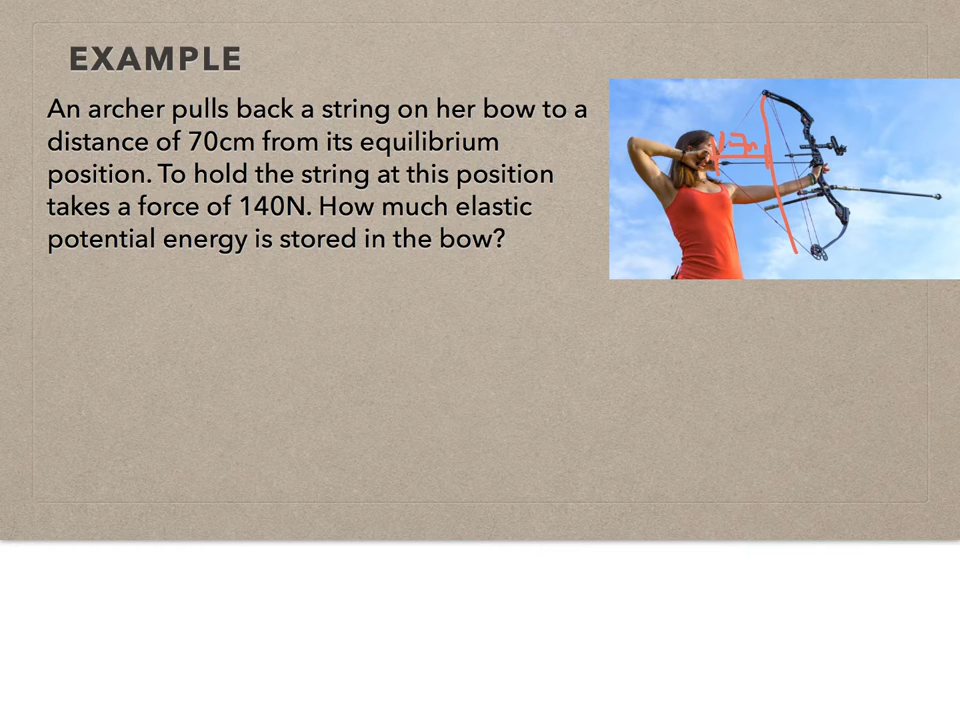 EXAMPLE
An archer pulls back a string on her bow to a
distance of 70cm from its equilibrium
position. To hold the string at this position
takes a force of 140N. How much elastic
potential energy is stored in the bow?
.7m